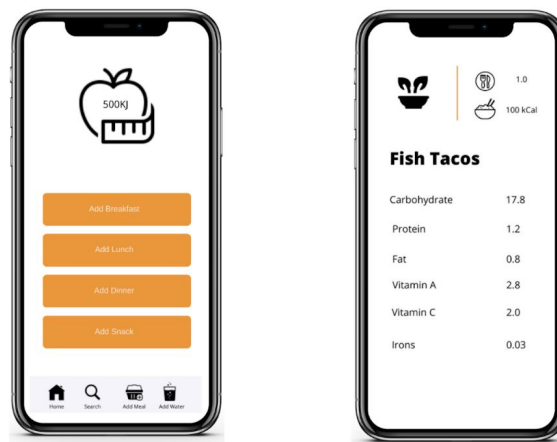 500KJ
Add Breakfast
Add Lunch
Add Dinner
Add Snack
Home Search Add Meal Add Water
1.0
100 kCal
Fish Tacos
Carbohydrate 17.8
Protein 1.2
Fat 0.8
Vitamin A 2.8
Vitamin C 2.0
Irons 0.03